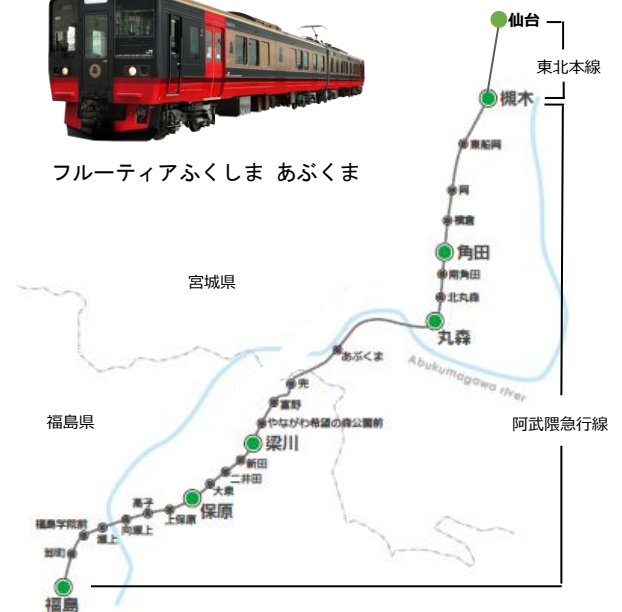 仙台
東北本線
槻木
東船岡
フルーティアふくしま あぶくま
岡
横倉
角田
南角田
宮城県
北丸森
丸森
あぶくま
Abukumagawa river
兜
富野
福島県
やながわ希望の森公園前
阿武隈急行線
梁川
新田
二井田
大泉
高子
保原
上保原
福島学院前
向瀬上
瀬上
卸町
福島